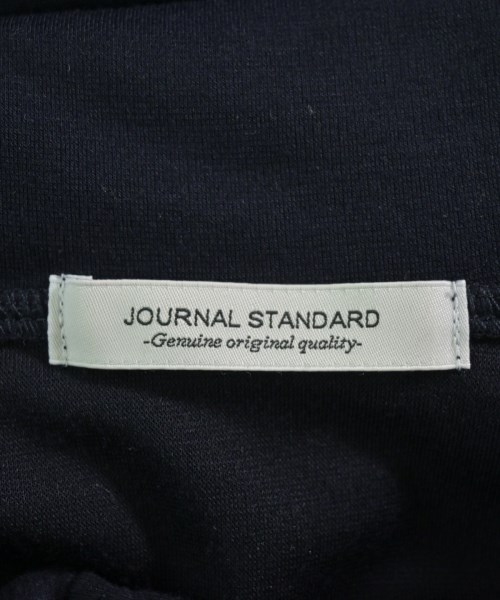 JOURNAL STANDARD
-Genuine original quality-